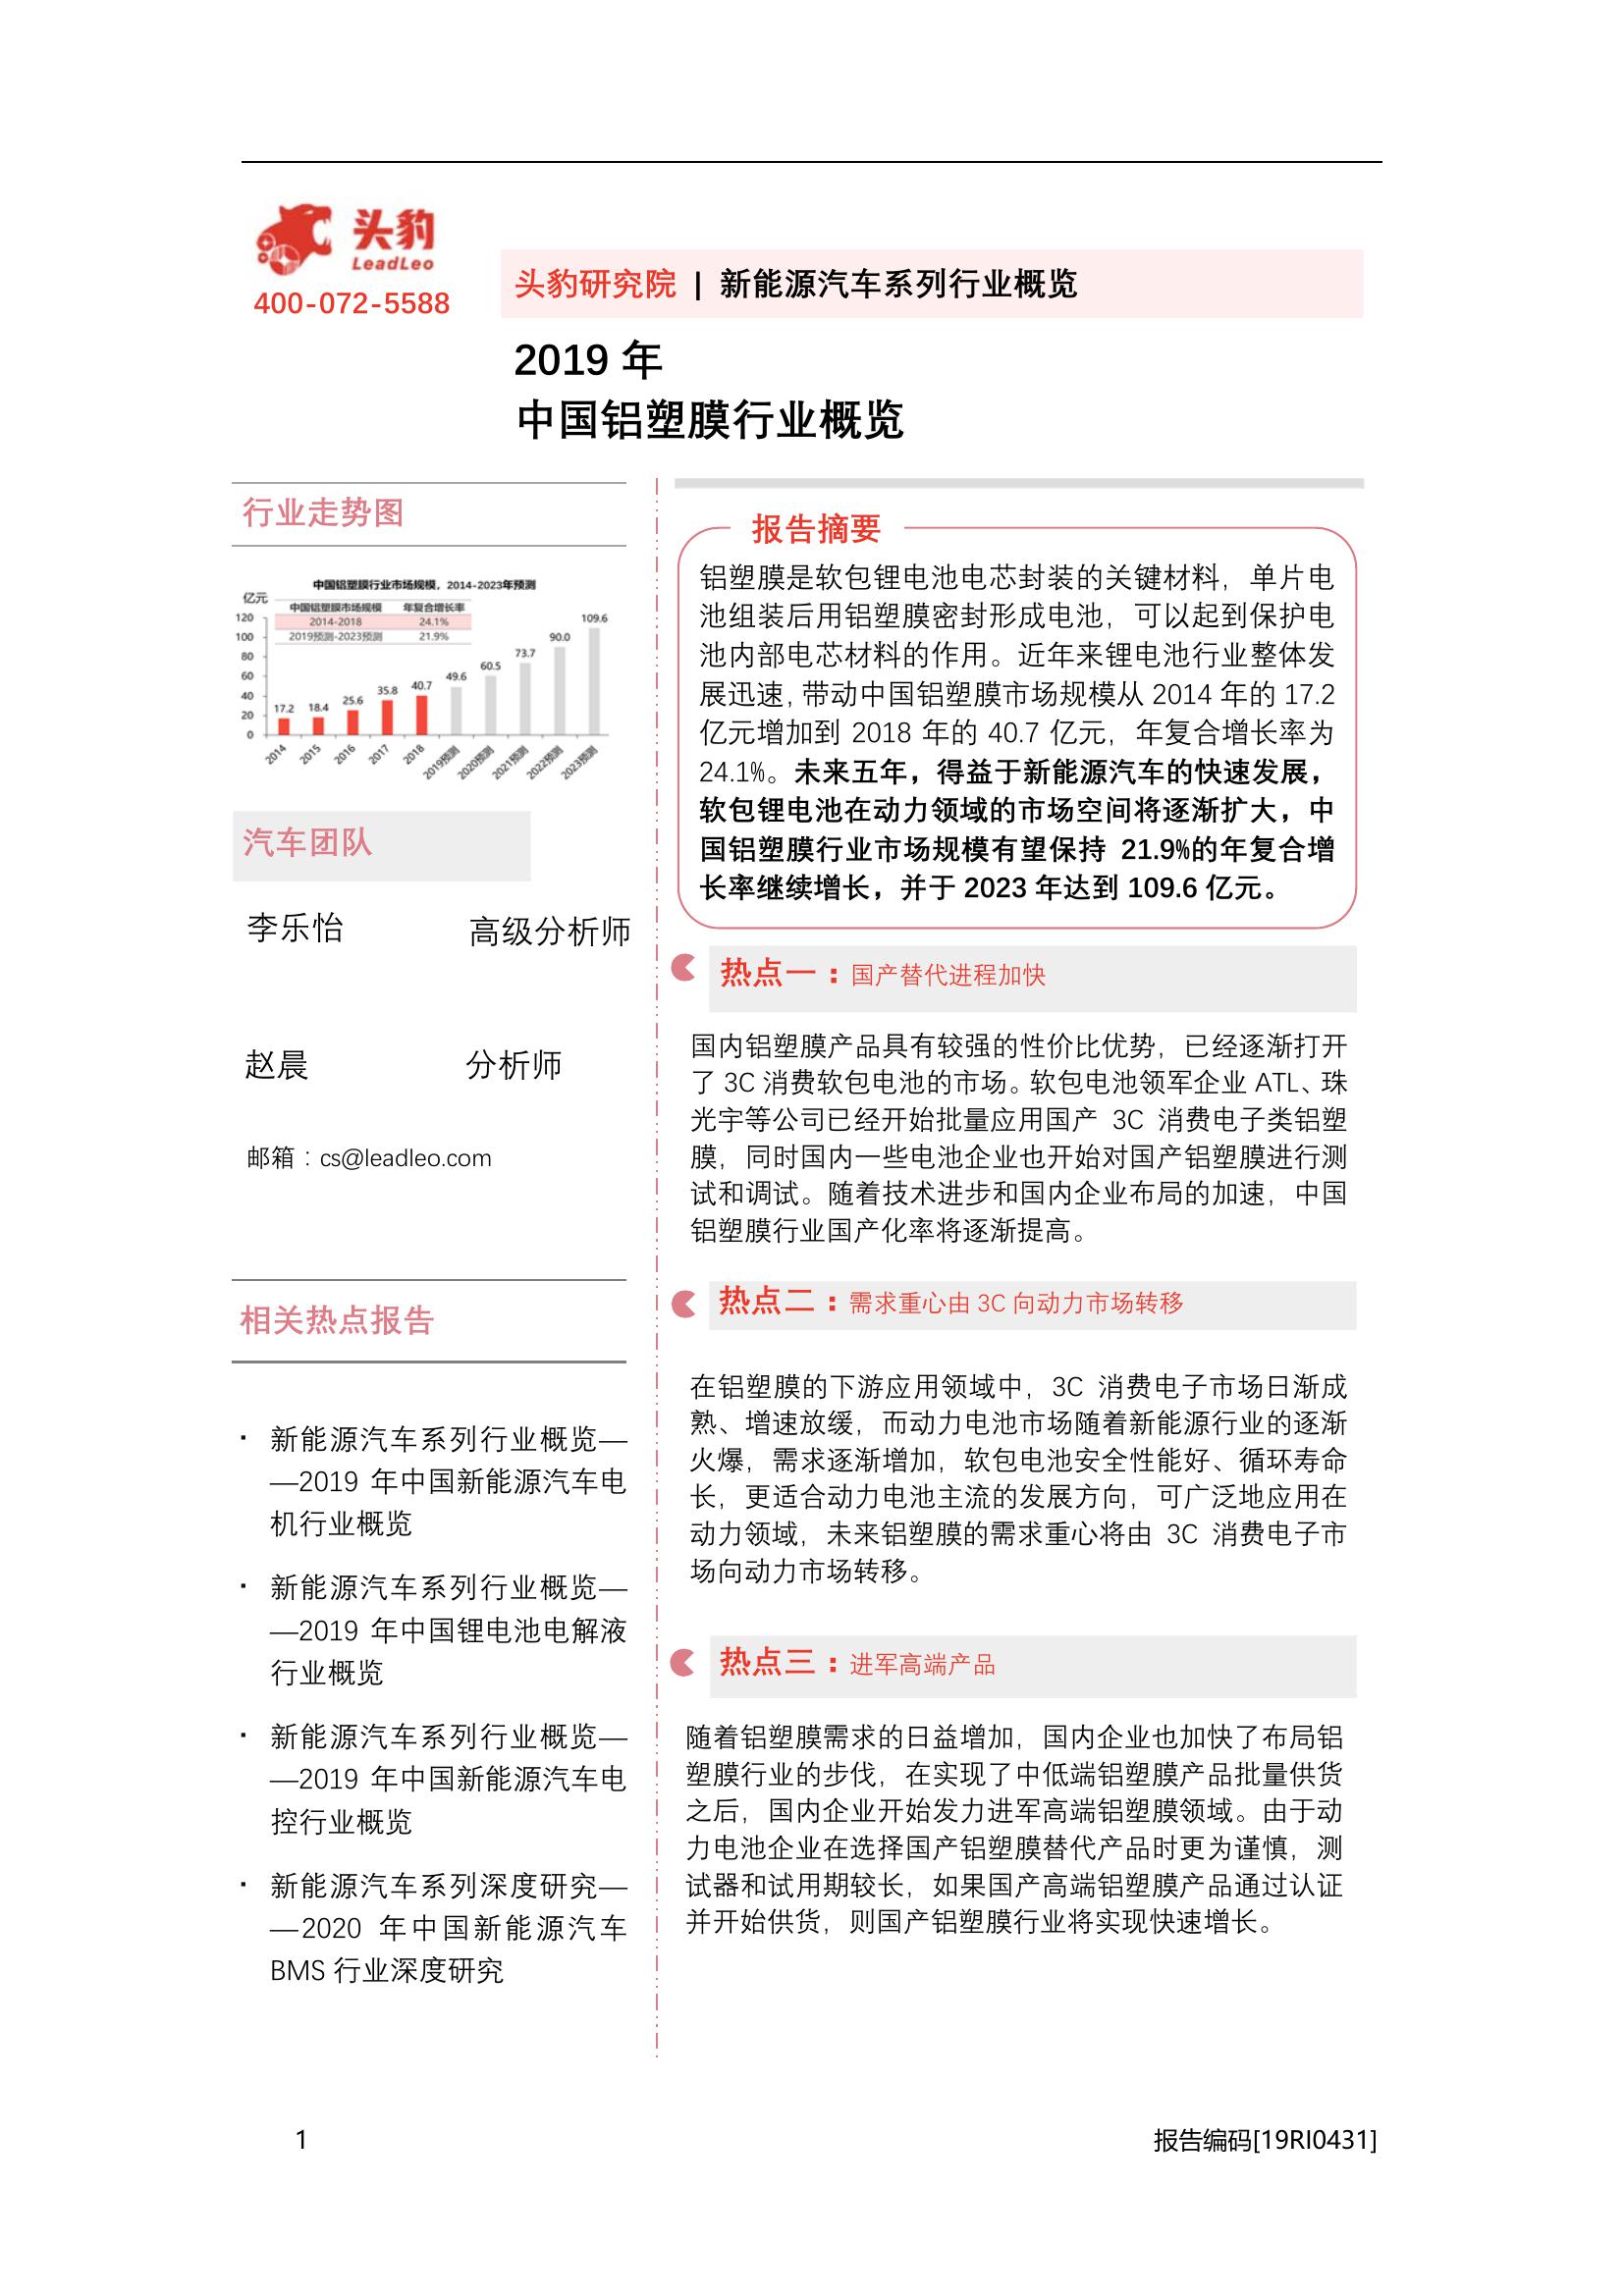 头豹
LeadLeo
400-072-5588
头豹研究院 | 新能源汽车系列行业概览
2019 年
中国铝塑膜行业概览
行业走势图
中国铝塑膜行业市场规模，2014-2023年预测
亿元
中国铝塑膜市场规模 年复合增长率
2014-2018 24.1%
2019预测-2023预测 21.9%
120
100
80
60
40
20
0
17.2
18.4
25.6
35.8
40.7
49.6
60.5
73.7
90.0
109.6
2014
2015
2016
2017
2018
2019预测
2020预测
2021预测
2022预测
2023预测
汽车团队
李乐怡 高级分析师
赵晨 分析师
邮箱：cs@leadleo.com
相关热点报告
· 新能源汽车系列行业概览—
—2019 年中国新能源汽车电
机行业概览
· 新能源汽车系列行业概览—
—2019 年中国锂电池电解液
行业概览
· 新能源汽车系列行业概览—
—2019 年中国新能源汽车电
控行业概览
· 新能源汽车系列深度研究—
—2020 年中国新能源汽车
BMS 行业深度研究
报告摘要
铝塑膜是软包锂电池电芯封装的关键材料，单片电
池组装后用铝塑膜密封形成电池，可以起到保护电
池内部电芯材料的作用。近年来锂电池行业整体发
展迅速，带动中国铝塑膜市场规模从 2014 年的 17.2
亿元增加到 2018 年的 40.7 亿元，年复合增长率为
24.1%。未来五年，得益于新能源汽车的快速发展，
软包锂电池在动力领域的市场空间将逐渐扩大，中
国铝塑膜行业市场规模有望保持 21.9%的年复合增
长率继续增长，并于 2023 年达到 109.6 亿元。
热点一：国产替代进程加快
国内铝塑膜产品具有较强的性价比优势，已经逐渐打开
了 3C 消费软包电池的市场。软包电池领军企业 ATL、珠
光宇等公司已经开始批量应用国产 3C 消费电子类铝塑
膜，同时国内一些电池企业也开始对国产铝塑膜进行测
试和调试。随着技术进步和国内企业布局的加速，中国
铝塑膜行业国产化率将逐渐提高。
热点二：需求重心由 3C 向动力市场转移
在铝塑膜的下游应用领域中，3C 消费电子市场日渐成
熟、增速放缓，而动力电池市场随着新能源行业的逐渐
火爆，需求逐渐增加，软包电池安全性能好、循环寿命
长，更适合动力电池主流的发展方向，可广泛地应用在
动力领域，未来铝塑膜的需求重心将由 3C 消费电子市
场向动力市场转移。
热点三：进军高端产品
随着铝塑膜需求的日益增加，国内企业也加快了布局铝
塑膜行业的步伐，在实现了中低端铝塑膜产品批量供货
之后，国内企业开始发力进军高端铝塑膜领域。由于动
力电池企业在选择国产铝塑膜替代产品时更为谨慎，测
试器和试用期较长，如果国产高端铝塑膜产品通过认证
并开始供货，则国产铝塑膜行业将实现快速增长。
1
报告编码[19RI0431]